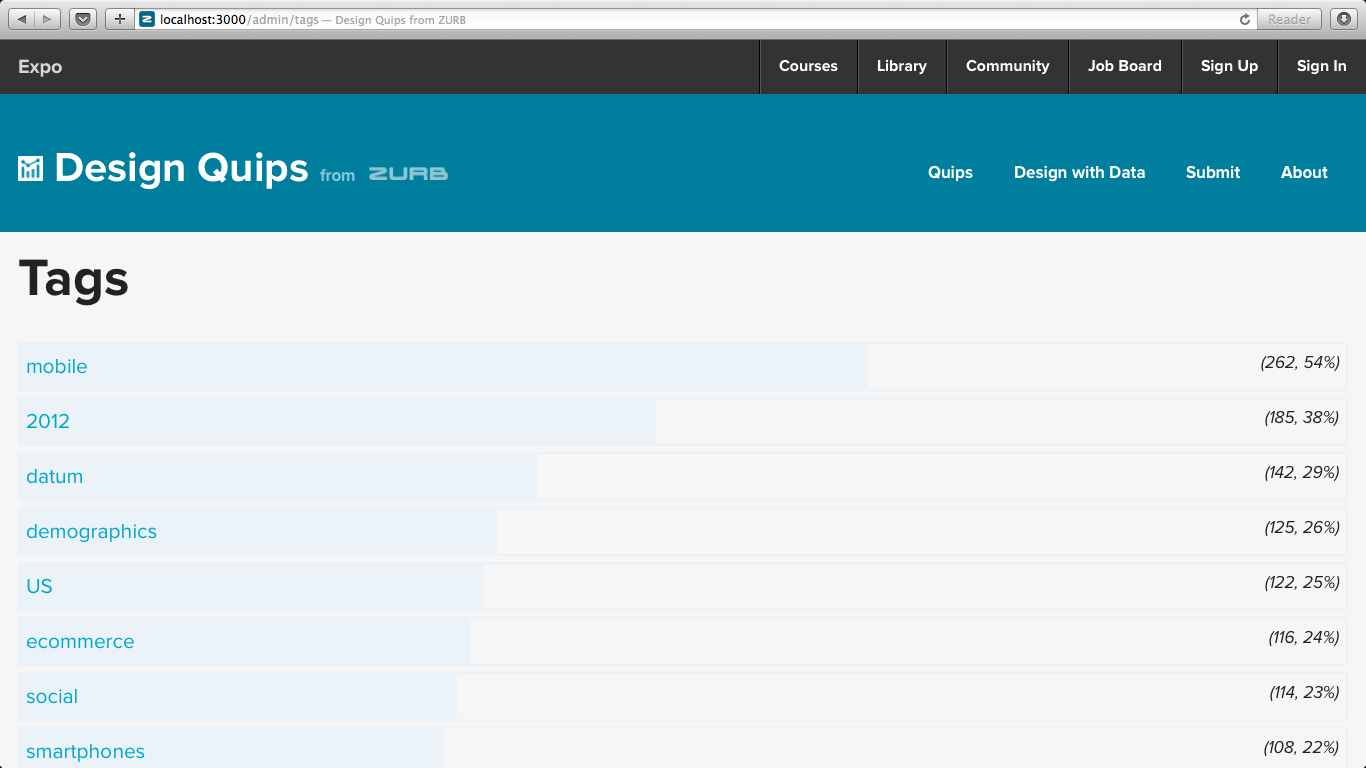 localhost:3000/admin/tags — Design Quips from ZURB
Reader
Expo
Courses
Library
Community
Job Board
Sign Up
Sign In
Design Quips from ZURB
Quips
Design with Data
Submit
About
Tags
mobile (262, 54%)
2012 (185, 38%)
datum (142, 29%)
demographics (125, 26%)
US (122, 25%)
ecommerce (116, 24%)
social (114, 23%)
smartphones (108, 22%)